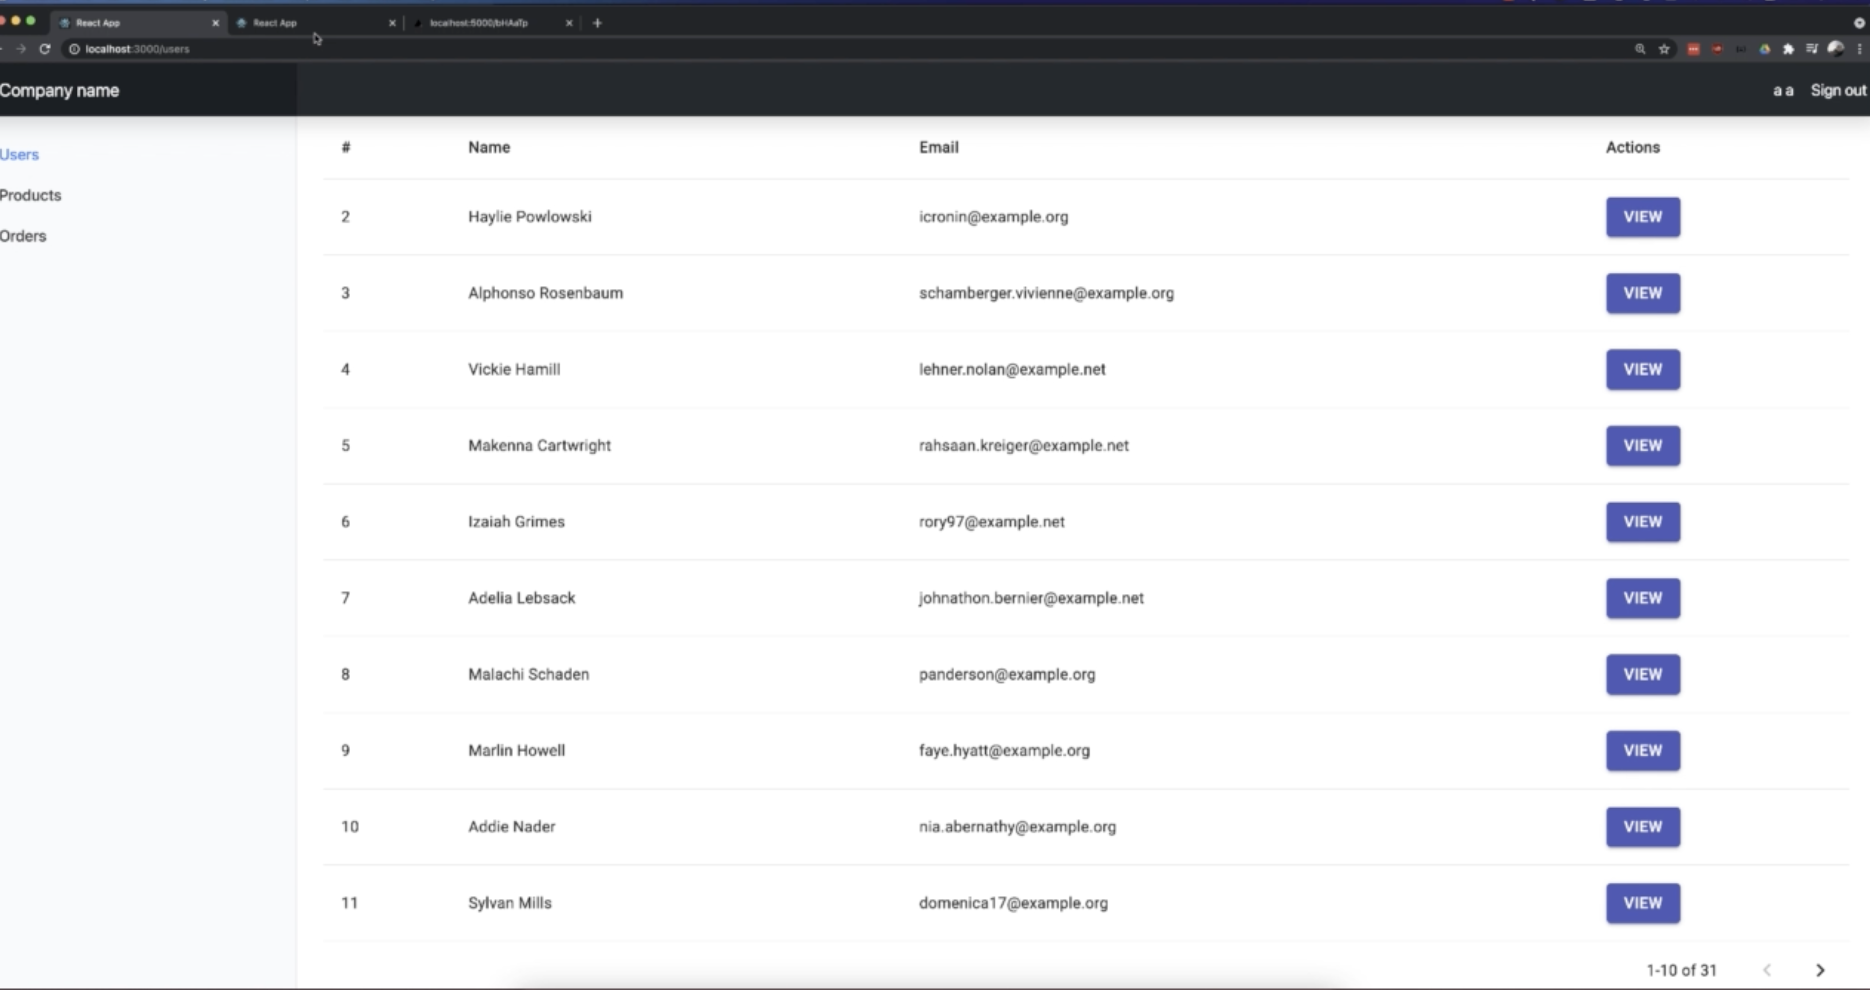 React App
React App
localhost:5000/bHAaTp
localhost:3000/users
Company name
a a Sign out
Users
Products
Orders
# Name Email Actions
2 Haylie Powlowski icronin@example.org VIEW
3 Alphonso Rosenbaum schamberger.vivienne@example.org VIEW
4 Vickie Hamill lehner.nolan@example.net VIEW
5 Makenna Cartwright rahsaan.kreiger@example.net VIEW
6 Izaiah Grimes rory97@example.net VIEW
7 Adelia Lebsack johnathon.bernier@example.net VIEW
8 Malachi Schaden panderson@example.org VIEW
9 Marlin Howell faye.hyatt@example.org VIEW
10 Addie Nader nia.abernathy@example.org VIEW
11 Sylvan Mills domenica17@example.org VIEW
1-10 of 31